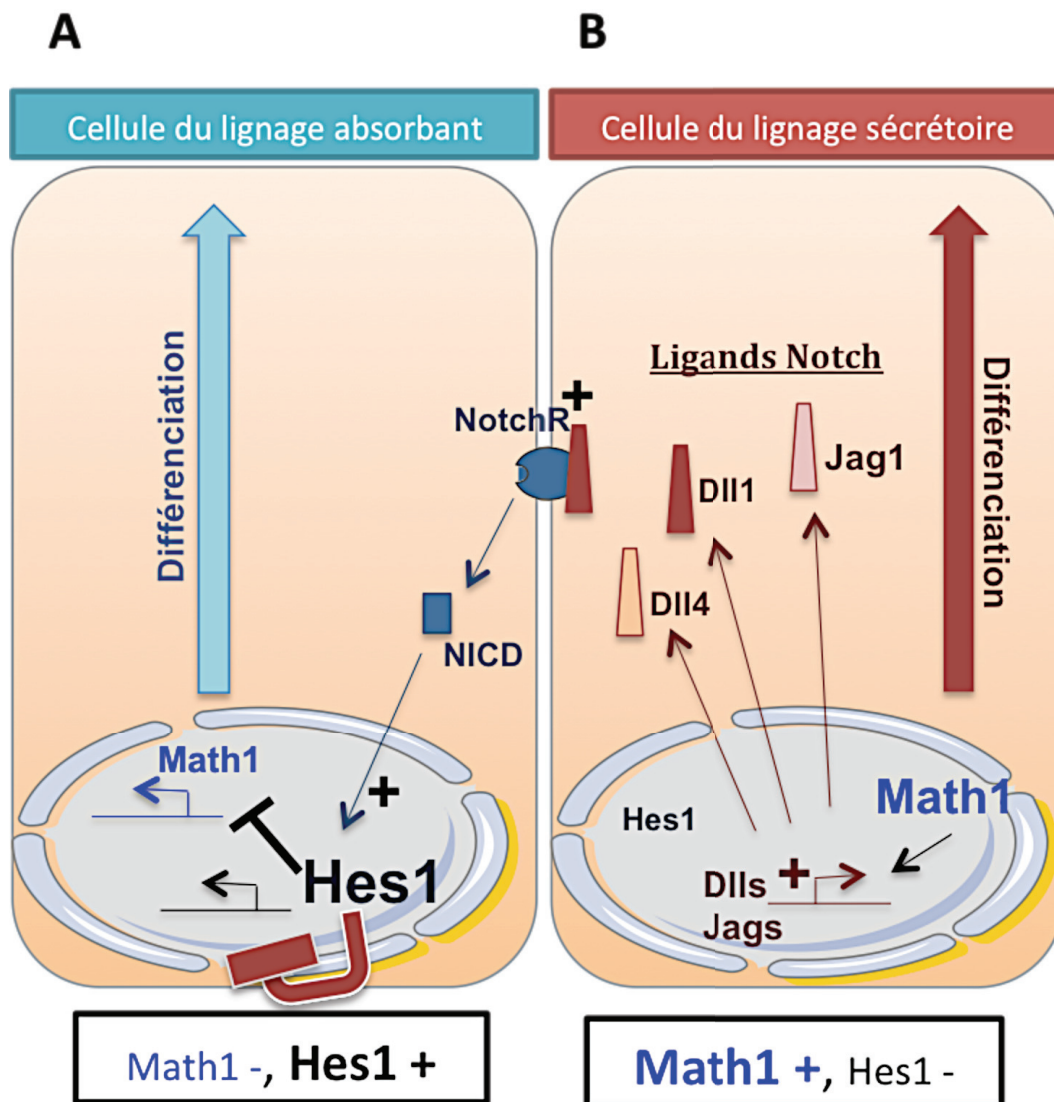 A
B
Cellule du lignage absorbant
Cellule du lignage sécrétoire
Différenciation
Différenciation
Ligands Notch
+
NotchR
Jag1
Dll1
Dll4
NICD
Math1
+
Hes1
Hes1
Math1
Dlls +
Jags
Math1 -, Hes1 +
Math1 +, Hes1 -